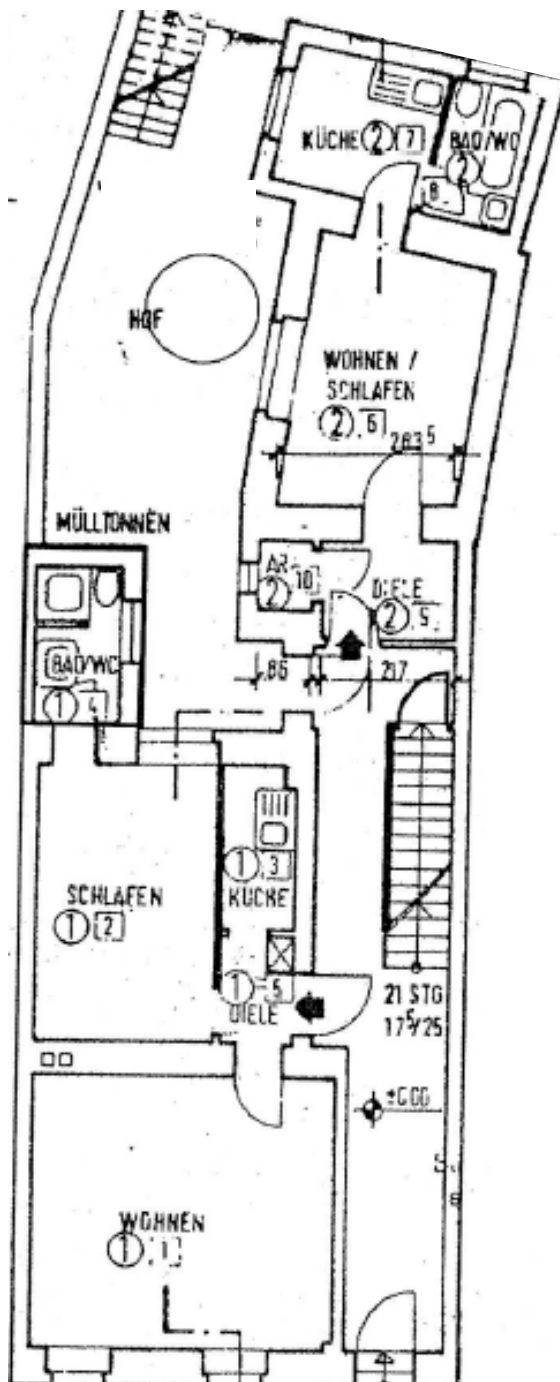 KÜCHE 2 7
BAD/WC
2
8
HOF
WOHNEN /
SCHLAFEN
2 6
283 5
MÜLLTONNEN
AR
10
2
DIELE
2 9
BAD/WC
1 4
86
217
1 3
KÜCHE
SCHLAFEN
1 2
1 5
DIELE
21 STG
17 5/25
±0.00
WOHNEN
1 1